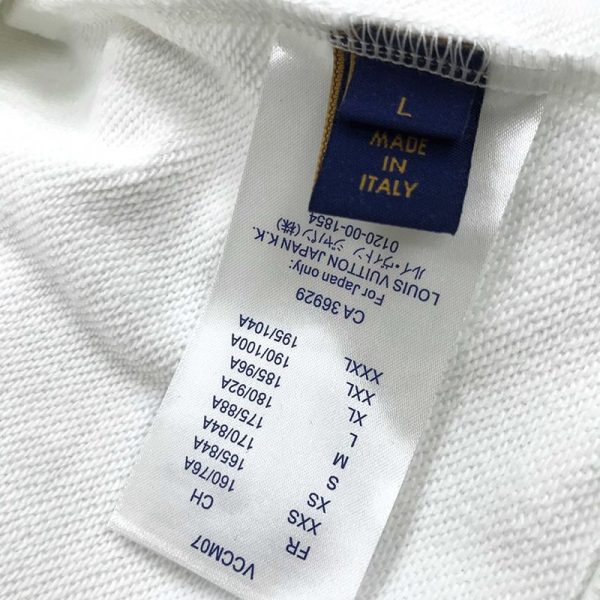 L
MADE
IN
ITALY
VCCM07
FR CH
XXS 160/76A
XS 165/84A
S 170/84A
M 175/88A
L 180/92A
XL 185/96A
XXL 190/100A
XXXL 195/104A
CA 36929
For Japan only:
LOUIS VUITTON JAPAN K.K.
ルイ・ヴィトン ジャパン(株)
0120-00-1854